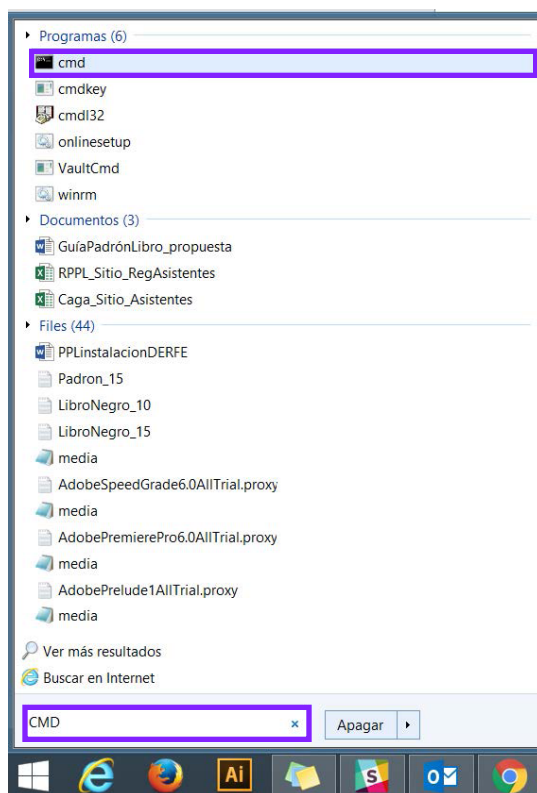 Programas (6)
cmd
cmdkey
cmdl32
onlinesetup
VaultCmd
winrm
Documentos (3)
GuíaPadrónLibro_propuesta
RPPL_Sitio_RegAsistentes
Caga_Sitio_Asistentes
Files (44)
PPLinstalacionDERFE
Padron_15
LibroNegro_10
LibroNegro_15
media
AdobeSpeedGrade6.0AllTrial.proxy
media
AdobePremierePro6.0AllTrial.proxy
media
AdobePrelude1AllTrial.proxy
media
Ver más resultados
Buscar en Internet
CMD × Apagar
Ai S o